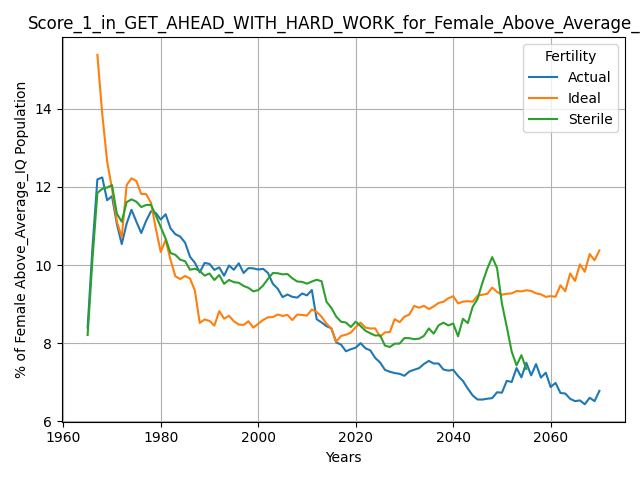 Score_1_in_GET_AHEAD_WITH_HARD_WORK_for_Female_Above_Average_
% of Female Above_Average_IQ Population
14
12
10
8
6
Fertility
Actual
Ideal
Sterile
1960 1980 2000 2020 2040 2060
Years